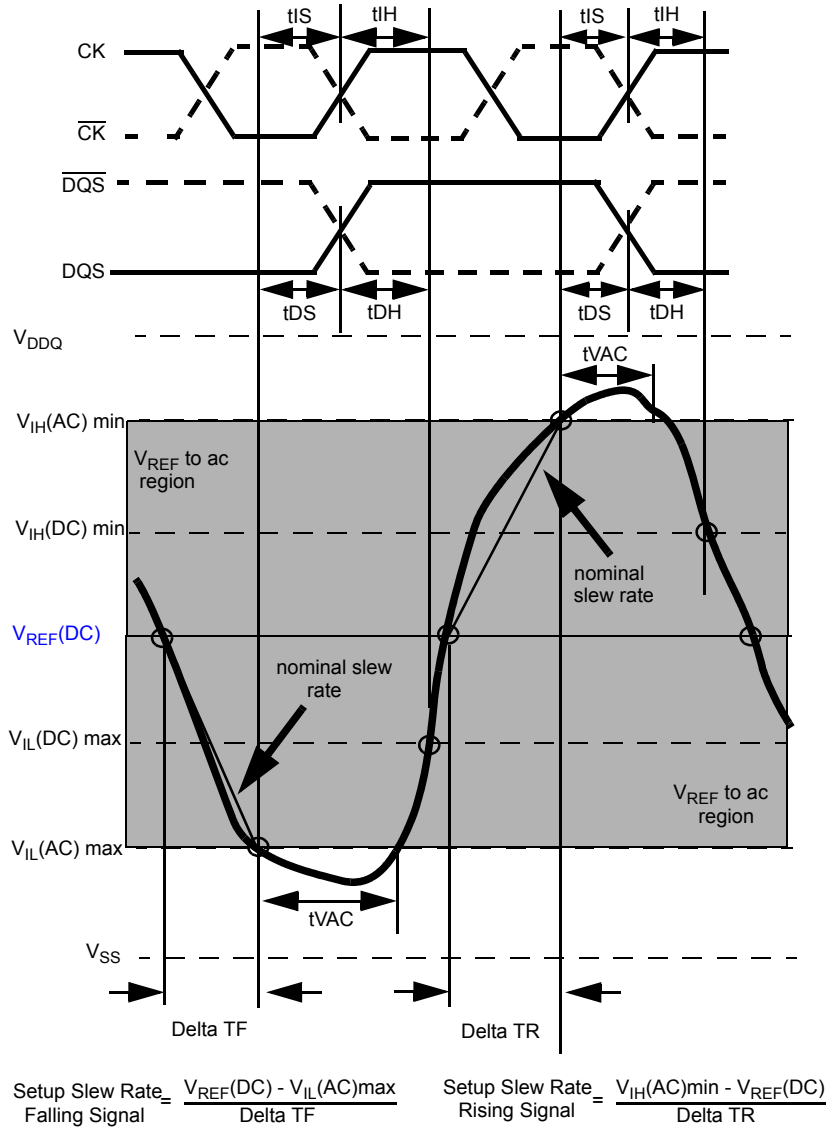 tIS tIH tIS tIH
CK
CK
DQS
DQS
tDS tDH tDS tDH
VDDQ
tVAC
VIH(AC) min
VREF to ac
region
VIH(DC) min
nominal
slew rate
VREF(DC)
nominal slew
rate
VIL(DC) max
VREF to ac
region
VIL(AC) max
tVAC
VSS
Delta TF Delta TR
Setup Slew Rate = VREF(DC) - VIL(AC)max
Falling Signal Delta TF
Setup Slew Rate = VIH(AC)min - VREF(DC)
Rising Signal Delta TR